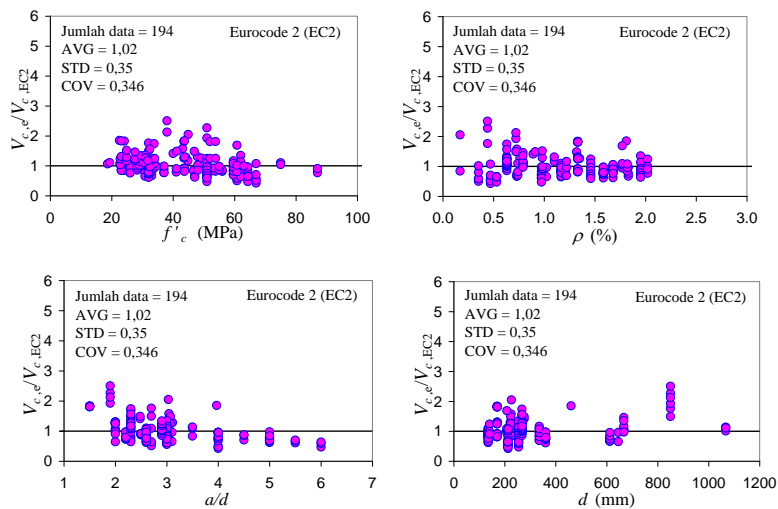 6
5
4
3
2
1
0
V_c,e/V_c,EC2
Jumlah data = 194
AVG = 1,02
STD = 0,35
COV = 0,346
Eurocode 2 (EC2)
0 20 40 60 80 100
f'_c (MPa)
6
5
4
3
2
1
0
V_c,e/V_c,EC2
Jumlah data = 194
AVG = 1,02
STD = 0,35
COV = 0,346
Eurocode 2 (EC2)
0.0 0.5 1.0 1.5 2.0 2.5 3.0
ρ (%)
6
5
4
3
2
1
0
V_c,e/V_c,EC2
Jumlah data = 194
AVG = 1,02
STD = 0,35
COV = 0,346
Eurocode 2 (EC2)
1 2 3 4 5 6 7
a/d
6
5
4
3
2
1
0
V_c,e/V_c,EC2
Jumlah data = 194
AVG = 1,02
STD = 0,35
COV = 0,346
Eurocode 2 (EC2)
0 200 400 600 800 1000 1200
d (mm)